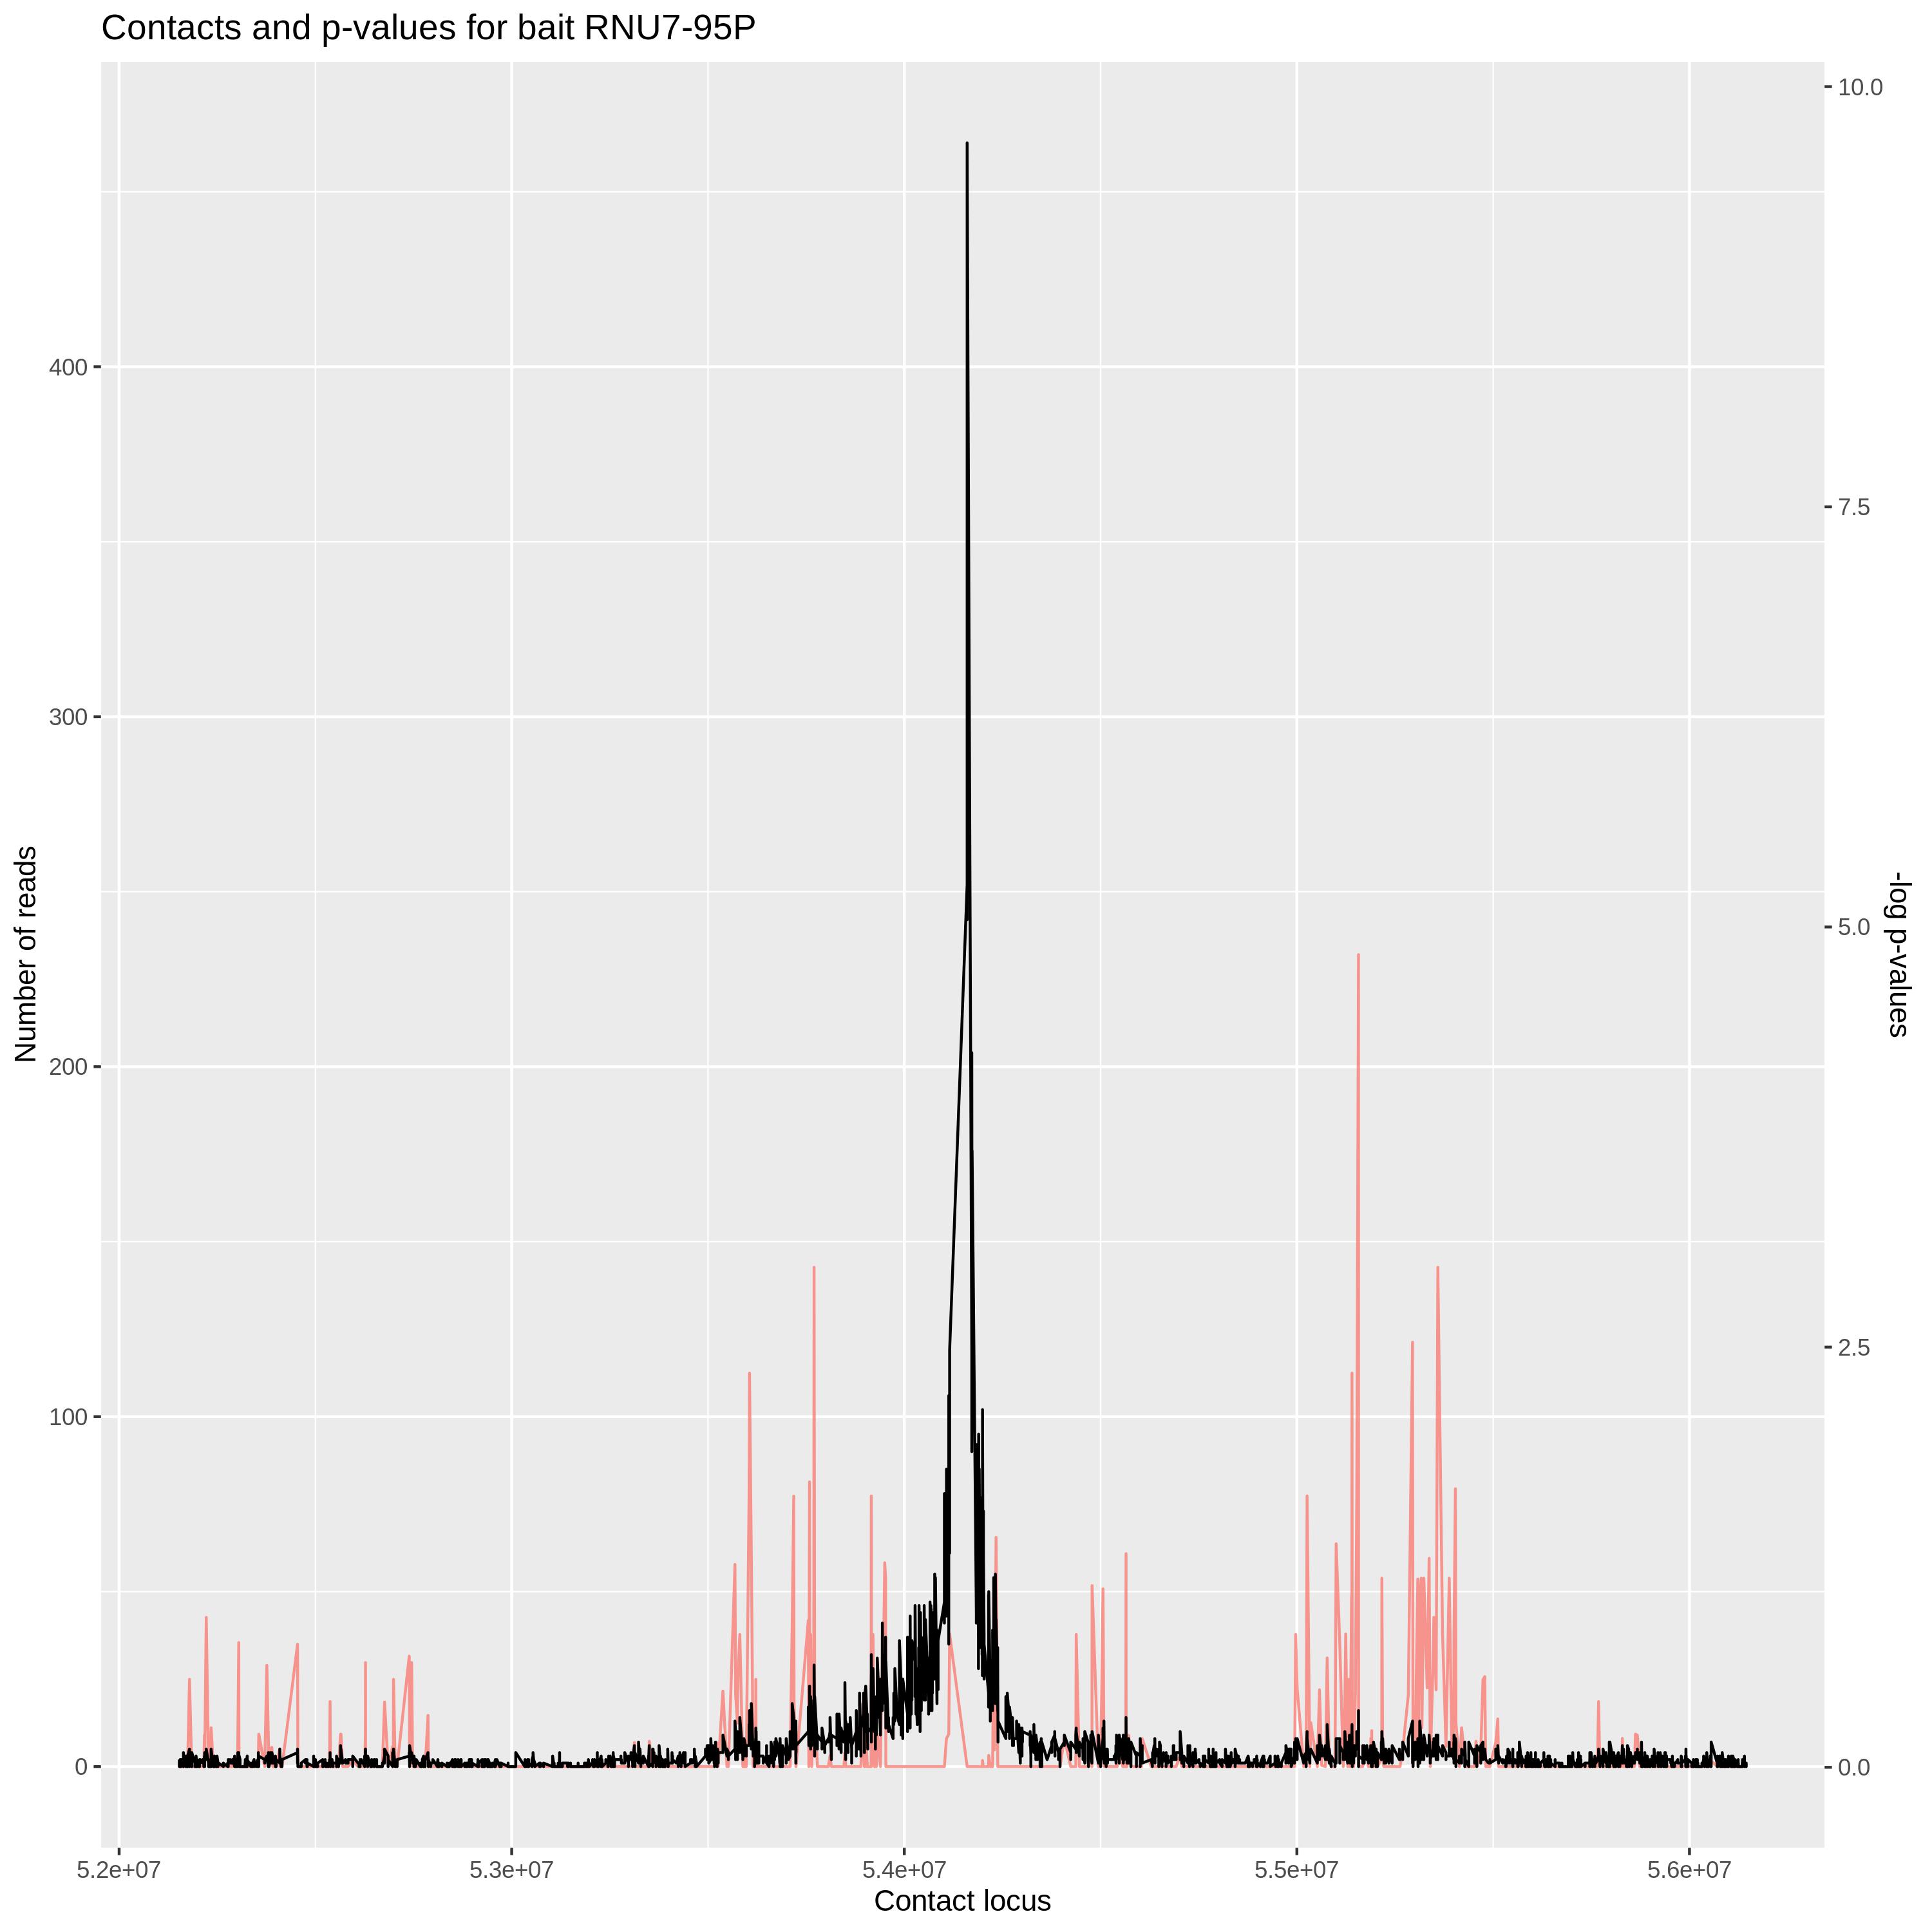 Contacts and p-values for bait RNU7-95P
10.0
400
7.5
300
Number of reads
5.0
-log p-values
200
2.5
100
0
0.0
5.2e+07 5.3e+07 5.4e+07 5.5e+07 5.6e+07
Contact locus